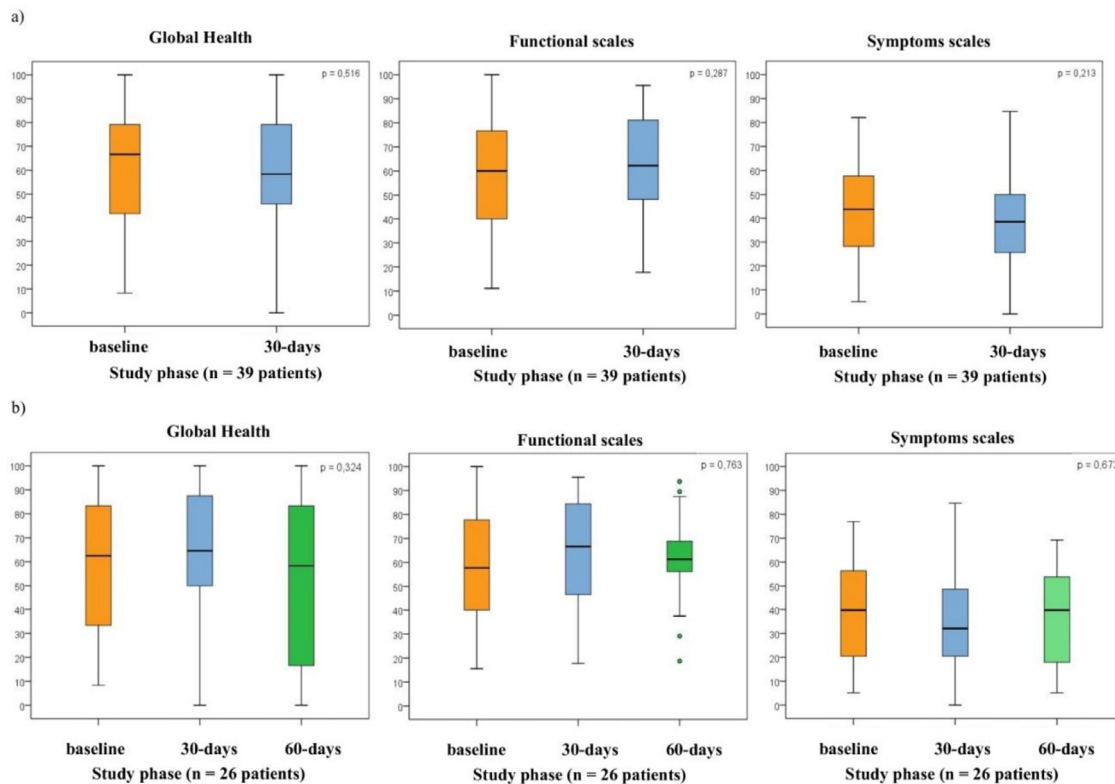 a)
Global Health
Functional scales
Symptoms scales
p = 0,516
p = 0,287
p = 0,213
100
90
80
70
60
50
40
30
20
10
0
100
90
80
70
60
50
40
30
20
10
0
100
90
80
70
60
50
40
30
20
10
0
baseline 30-days
baseline 30-days
baseline 30-days
Study phase (n = 39 patients)
Study phase (n = 39 patients)
Study phase (n = 39 patients)
b)
Global Health
Functional scales
Symptoms scales
p = 0,324
p = 0,763
p = 0,673
100
90
80
70
60
50
40
30
20
10
0
100
90
80
70
60
50
40
30
20
10
0
100
90
80
70
60
50
40
30
20
10
0
baseline 30-days 60-days
baseline 30-days 60-days
baseline 30-days 60-days
Study phase (n = 26 patients)
Study phase (n = 26 patients)
Study phase (n = 26 patients)